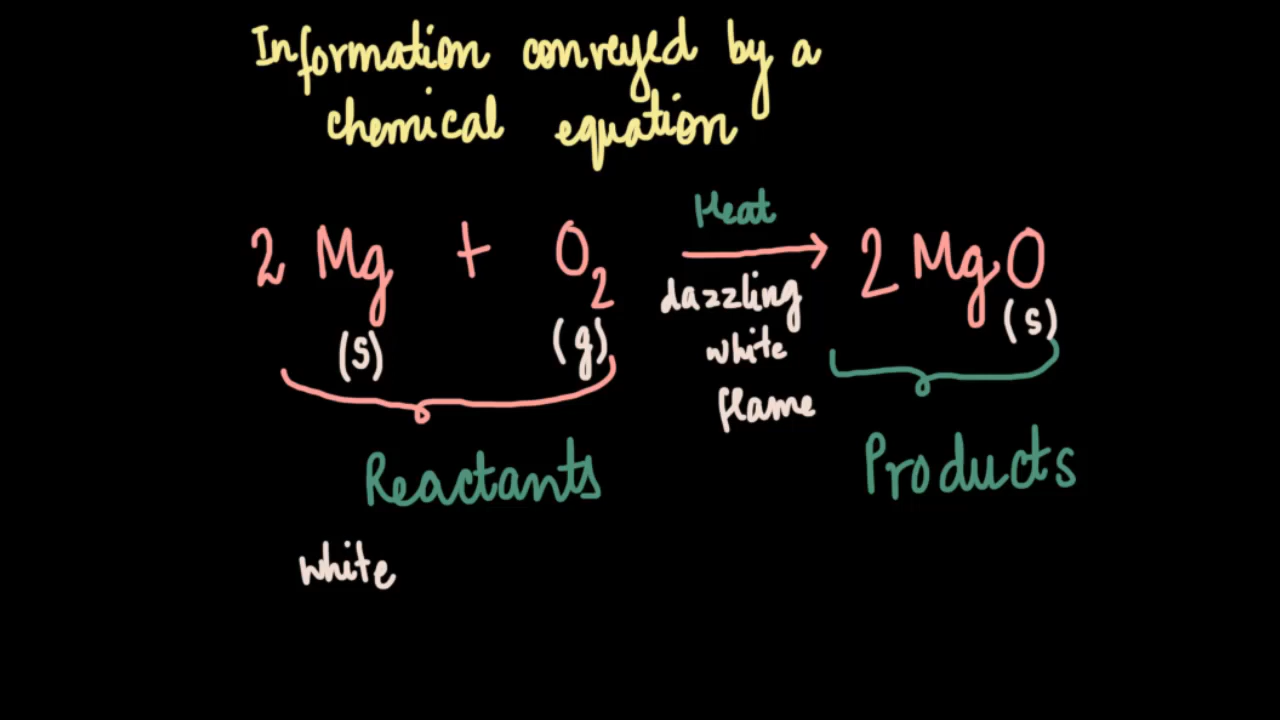 Information conveyed by a
chemical equation
Heat
2 Mg + O2 → 2 MgO
(s) (g) (s)
dazzling
white
flame
Reactants Products
white